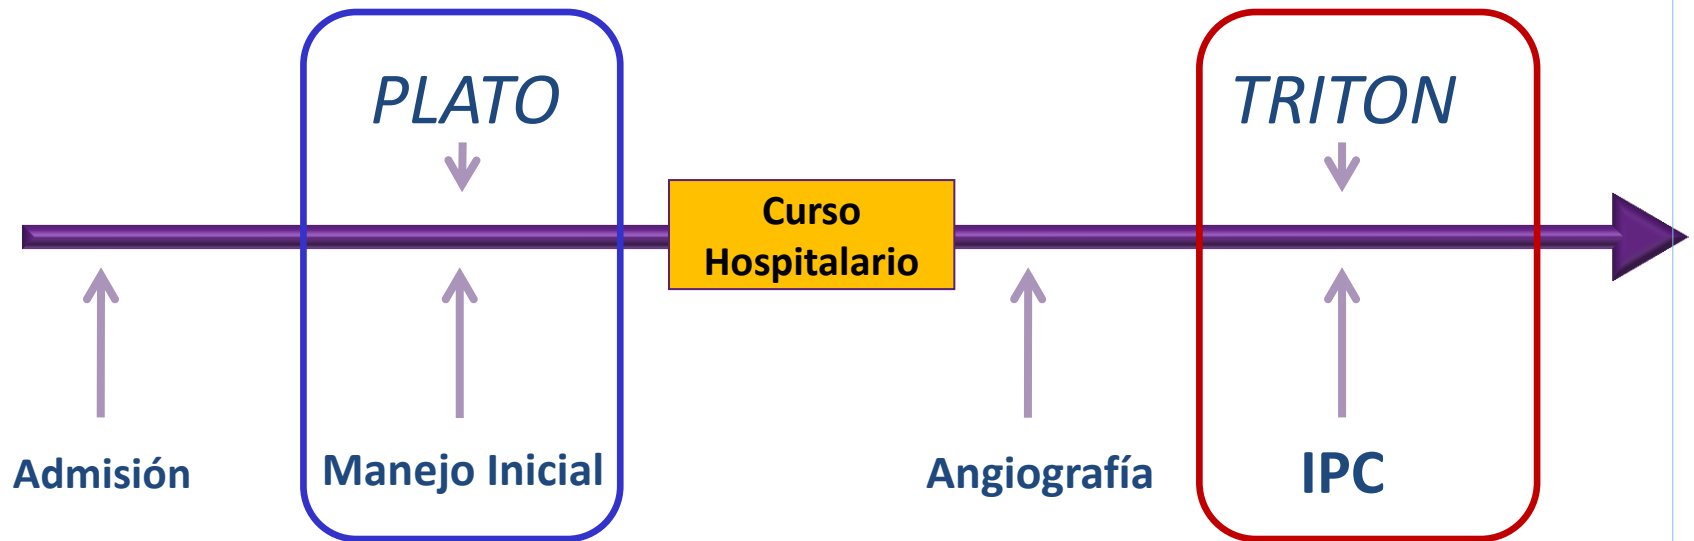 PLATO
TRITON
Curso
Hospitalario
Admisión
Manejo Inicial
Angiografía
IPC